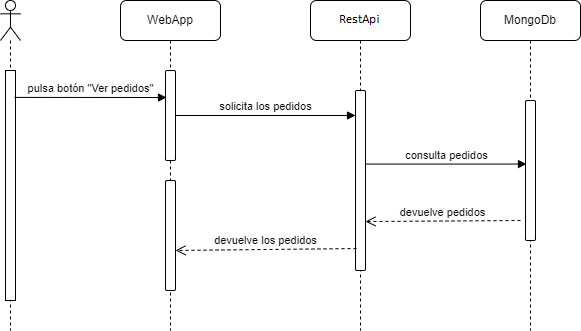 WebApp
RestApi
MongoDb
pulsa botón "Ver pedidos"
solicita los pedidos
consulta pedidos
devuelve pedidos
devuelve los pedidos